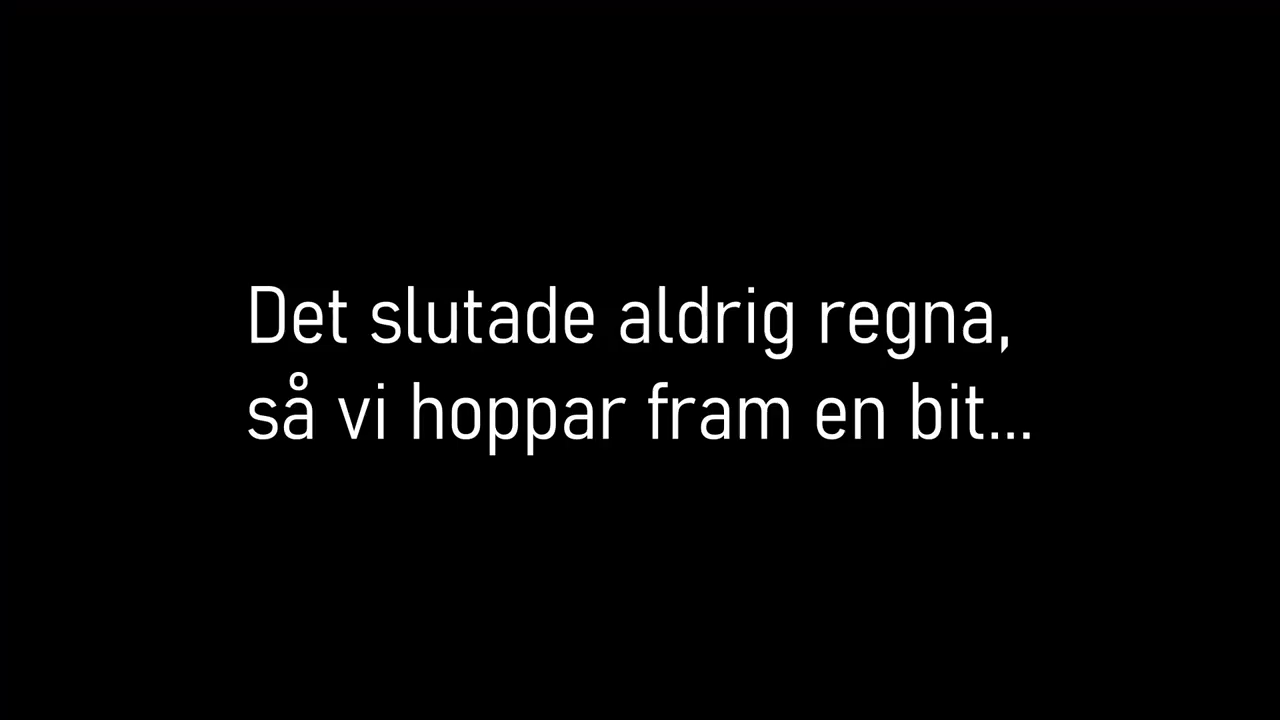 Det slutade aldrig regna,
så vi hoppar fram en bit...